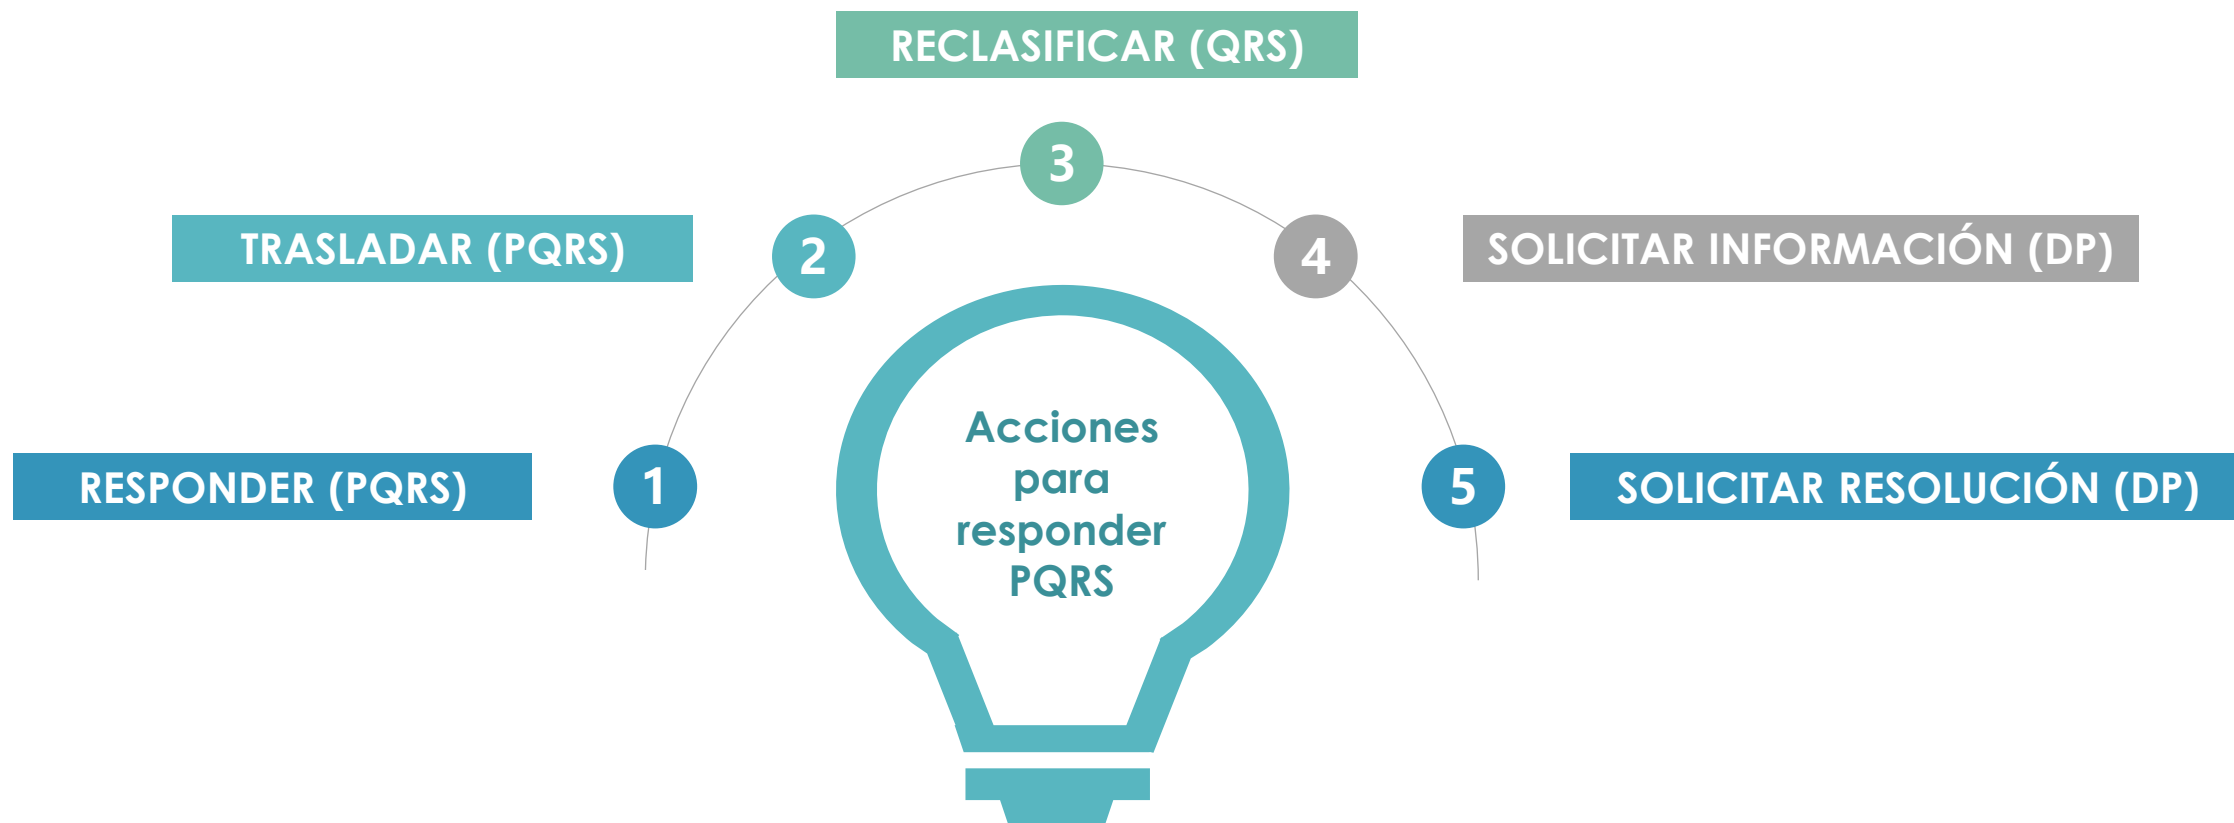 RECLASIFICAR (QRS)
3
TRASLADAR (PQRS)
2
4
SOLICITAR INFORMACIÓN (DP)
Acciones
para
responder
PQRS
RESPONDER (PQRS)
1
5
SOLICITAR RESOLUCIÓN (DP)